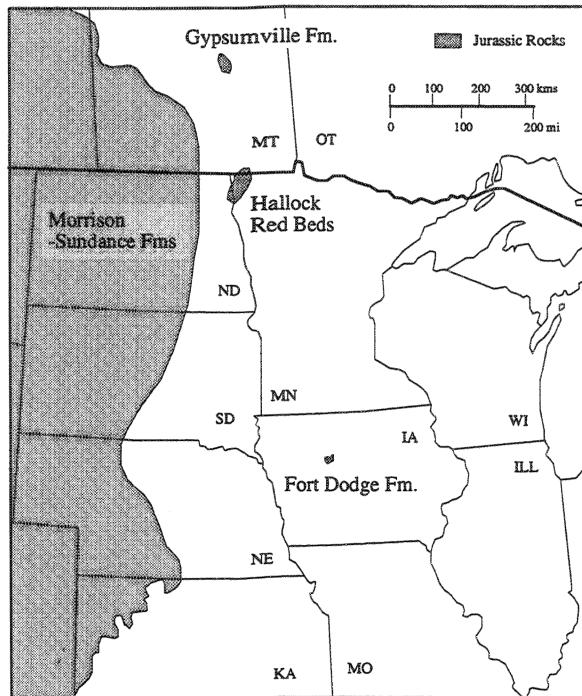 Gypsumville Fm.
Jurassic Rocks
0 100 200 300 kms
0 100 200 mi
MT OT
Hallock
Red Beds
Morrison
-Sundance Fms
ND
MN
SD
WI
IA
ILL
Fort Dodge Fm.
NE
KA
MO